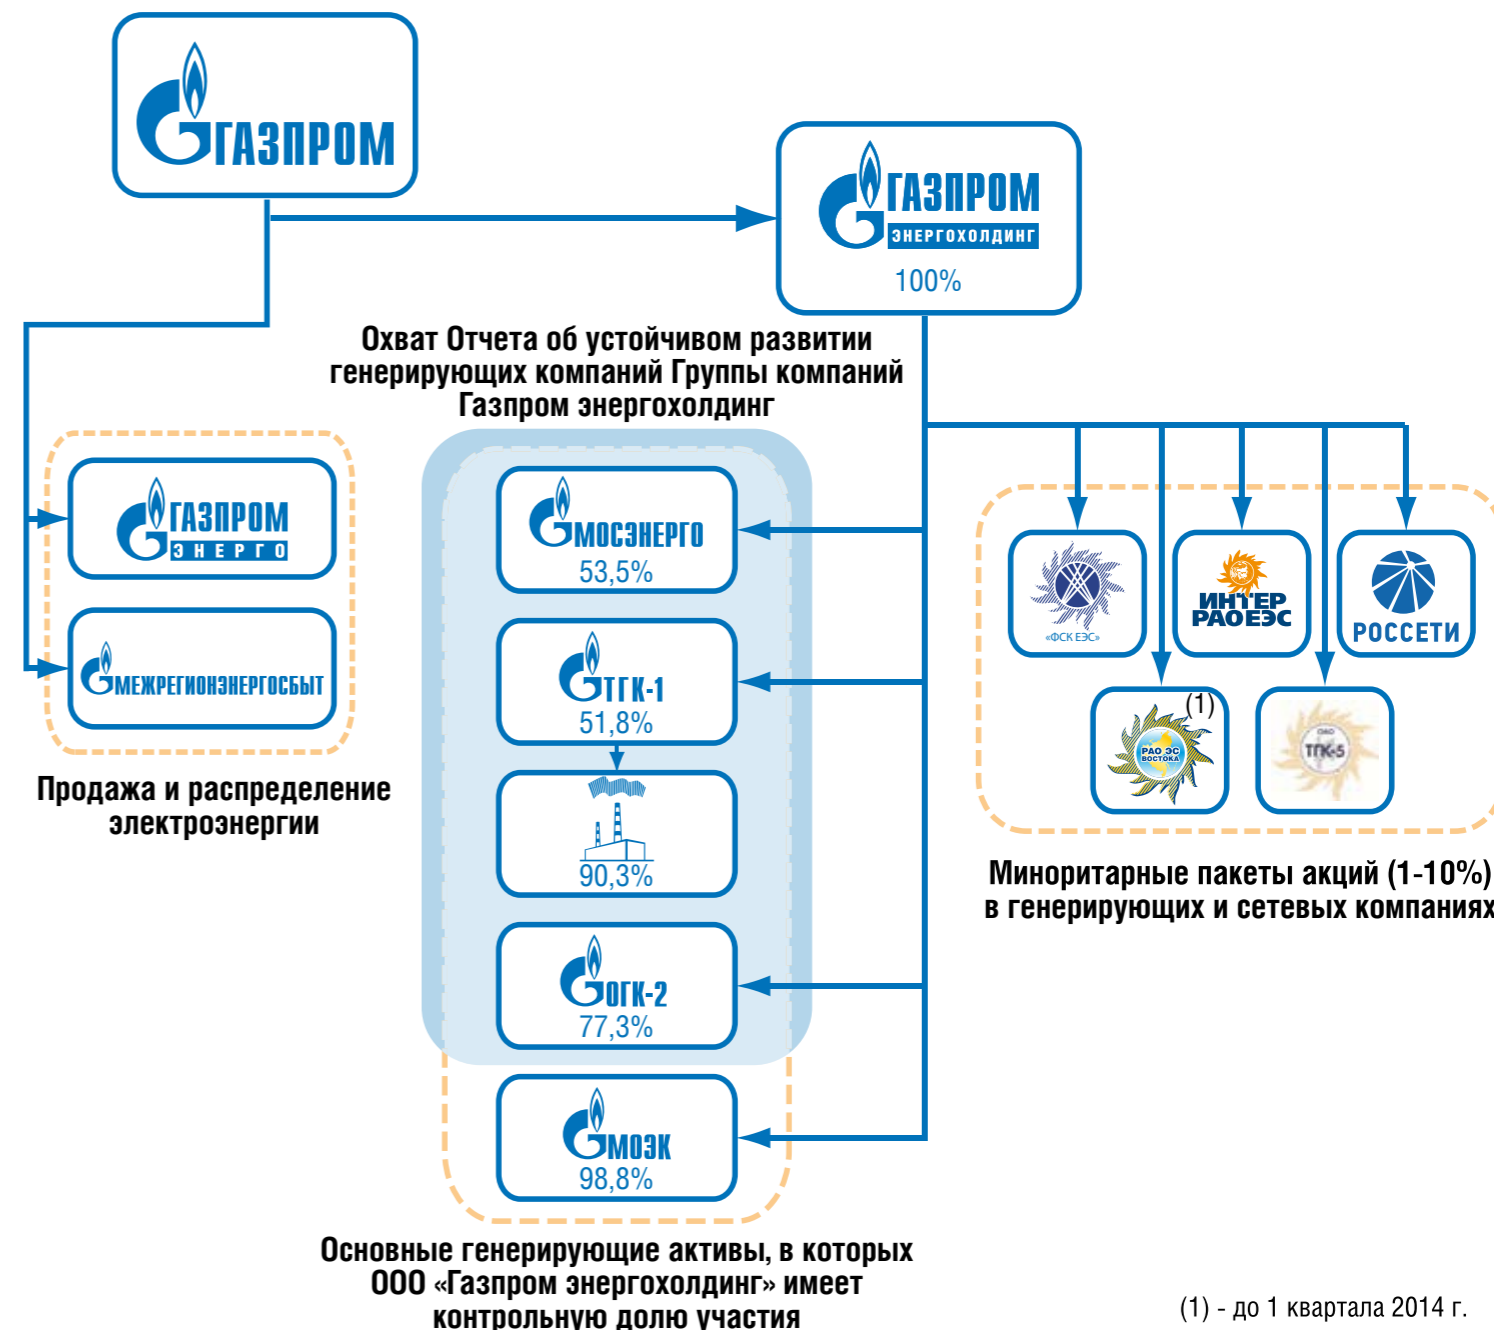 ГАЗПРОМ
ГАЗПРОМ
ЭНЕРГОХОЛДИНГ
100%
Охват Отчета об устойчивом развитии
генерирующих компаний Группы компаний
Газпром энергохолдинг
ГАЗПРОМ
ЭНЕРГО
МЕЖРЕГИОНЭНЕРГОСБЫТ
Продажа и распределение
электроэнергии
МОСЭНЕРГО
53,5%
ТГК-1
51,8%
90,3%
ОГК-2
77,3%
МОЭК
98,8%
Основные генерирующие активы, в которых
ООО «Газпром энергохолдинг» имеет
контрольную долю участия
«ФСК ЕЭС»
ИНТЕР
РАО ЕЭС
РОССЕТИ
(1)
РАО ЭС
ВОСТОКА
ОАО
ТГК-5
Миноритарные пакеты акций (1-10%)
в генерирующих и сетевых компаниях
(1) - до 1 квартала 2014 г.